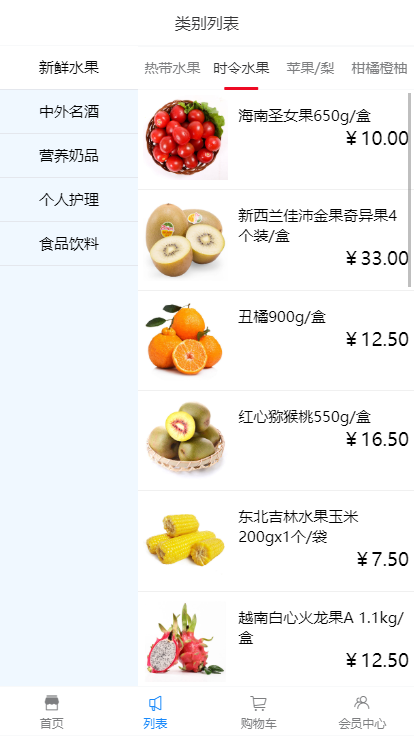 类别列表
新鲜水果
中外名酒
营养奶品
个人护理
食品饮料
热带水果 时令水果 苹果/梨 柑橘橙柚
海南圣女果650g/盒
￥10.00
新西兰佳沛金果奇异果4
个装/盒
￥33.00
丑橘900g/盒
￥12.50
红心猕猴桃550g/盒
￥16.50
东北吉林水果玉米
200gx1个/袋
￥7.50
越南白心火龙果A 1.1kg/
盒
￥12.50
首页 列表 购物车 会员中心